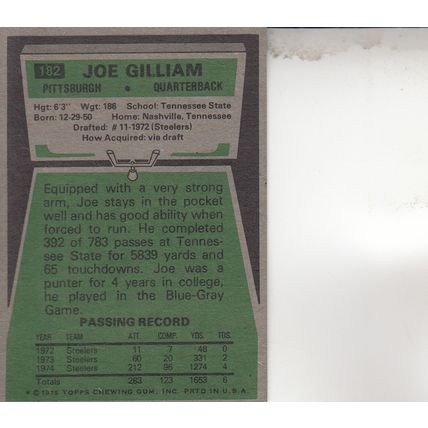 182 JOE GILLIAM
PITTSBURGH • QUARTERBACK
Hgt: 6'3" Wgt: 186 School: Tennessee State
Born: 12-29-50 Home: Nashville, Tennessee
Drafted: #11-1972 (Steelers)
How Acquired: via draft
Equipped with a very strong
arm, Joe stays in the pocket
well and has good ability when
forced to run. He completed
392 of 783 passes at Tennes-
see State for 5839 yards and
65 touchdowns. Joe was a
punter for 4 years in college,
he played in the Blue-Gray
Game.
PASSING RECORD
YEAR TEAM ATT. COMP. YDS. TDS.
1972 Steelers 11 7 48 0
1973 Steelers 60 20 331 2
1974 Steelers 212 96 1274 4
Totals 283 123 1653 6
* © 1975 TOPPS CHEWING GUM, INC. PRTD IN U.S.A.